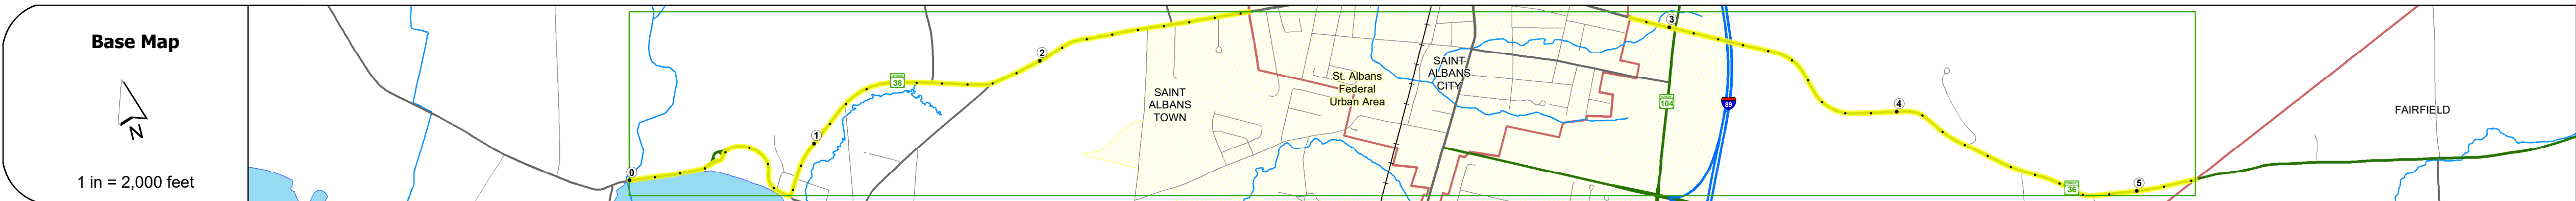 Base Map
N
1 in = 2,000 feet
0
1
36
2
SAINT
ALBANS
TOWN
St. Albans
Federal
Urban Area
SAINT
ALBANS
CITY
3
104
89
4
36
5
FAIRFIELD